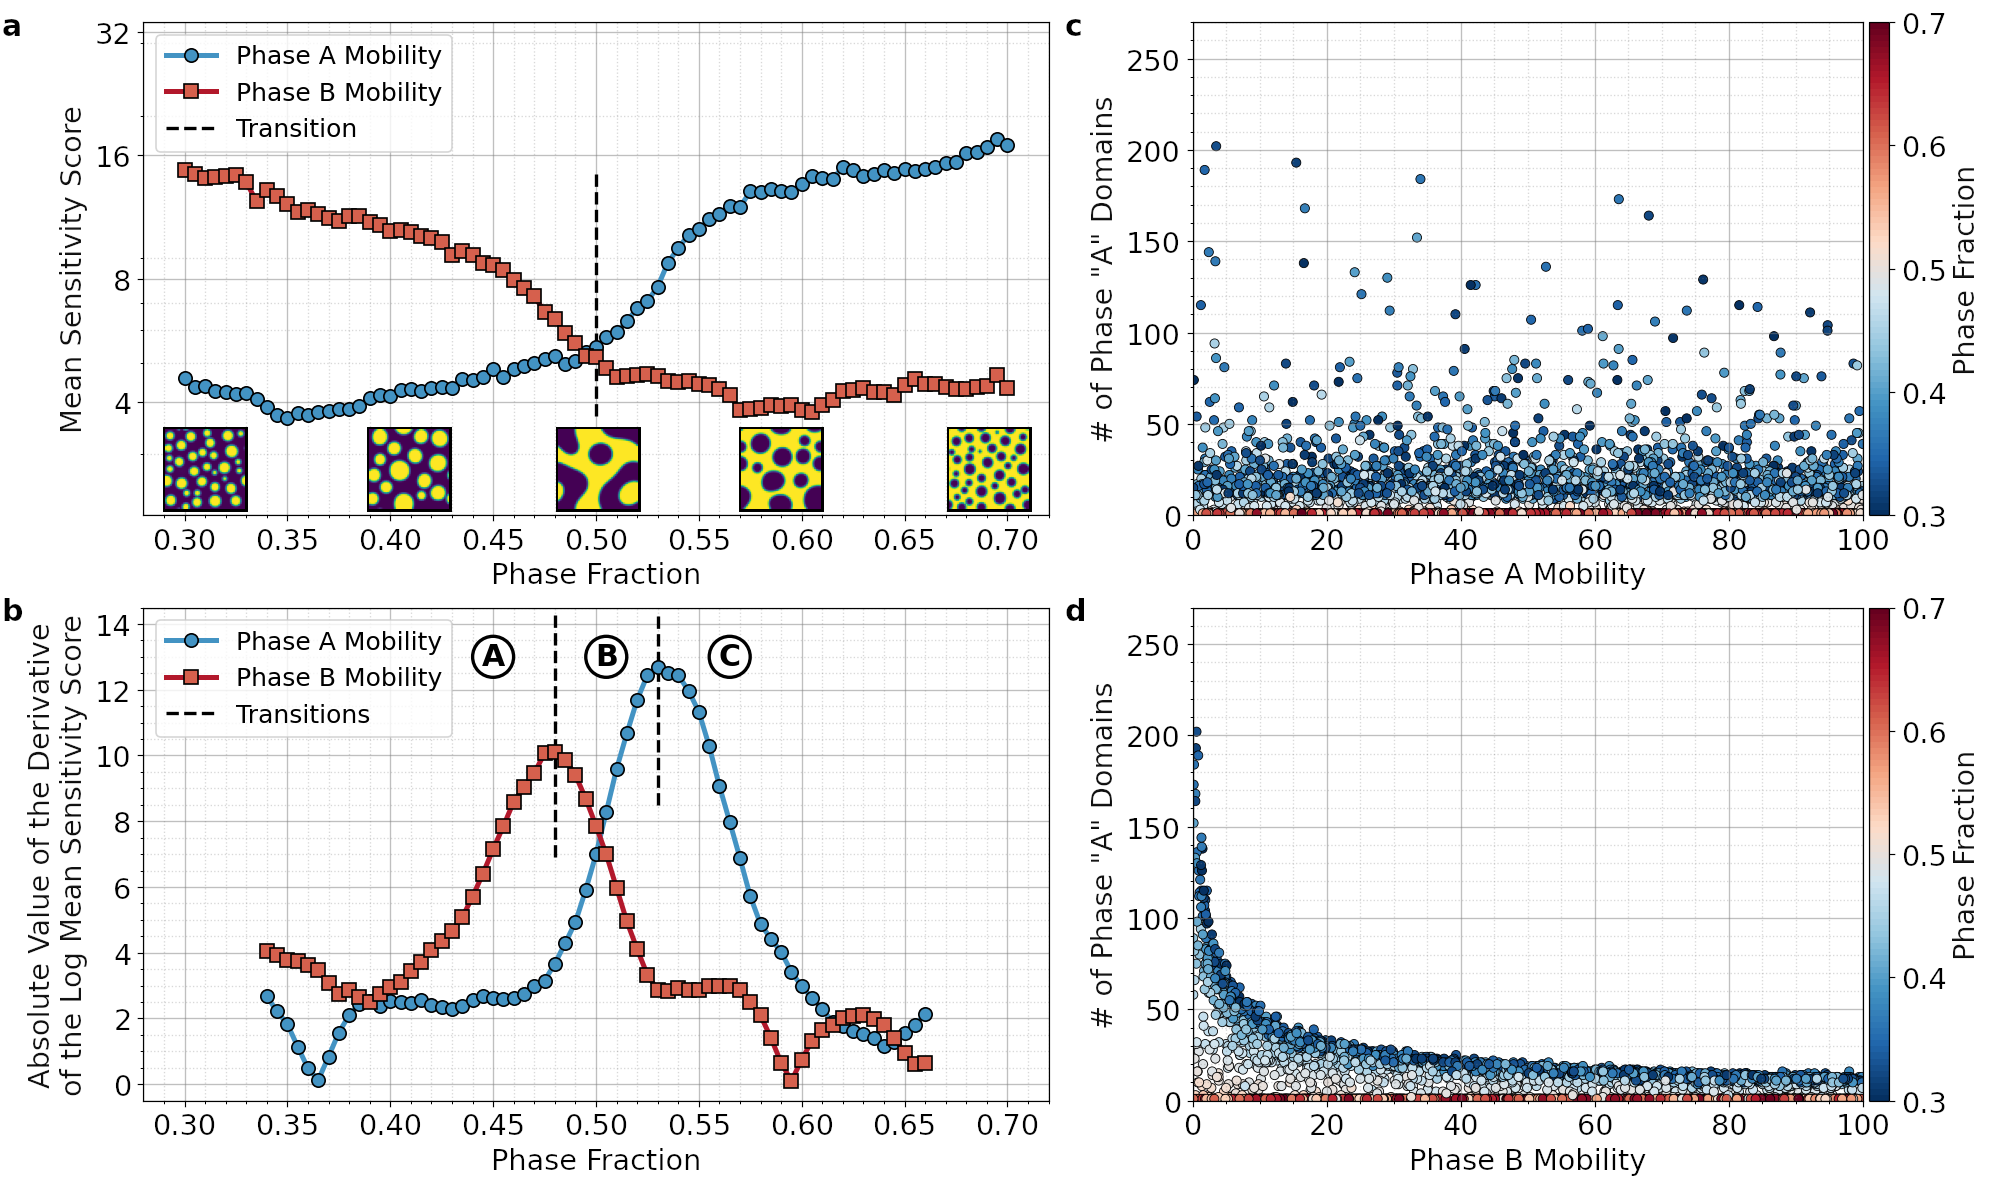 a
32
16
8
4
Mean Sensitivity Score
Phase A Mobility
Phase B Mobility
Transition
0.30 0.35 0.40 0.45 0.50 0.55 0.60 0.65 0.70
Phase Fraction
c
250
200
150
100
50
0
# of Phase "A" Domains
0 20 40 60 80 100
Phase A Mobility
0.7
0.6
0.5
0.4
0.3
Phase Fraction
b
14
12
10
8
6
4
2
0
Absolute Value of the Derivative
of the Log Mean Sensitivity Score
Phase A Mobility
Phase B Mobility
Transitions
A B C
0.30 0.35 0.40 0.45 0.50 0.55 0.60 0.65 0.70
Phase Fraction
d
250
200
150
100
50
0
# of Phase "A" Domains
0 20 40 60 80 100
Phase B Mobility
0.7
0.6
0.5
0.4
0.3
Phase Fraction